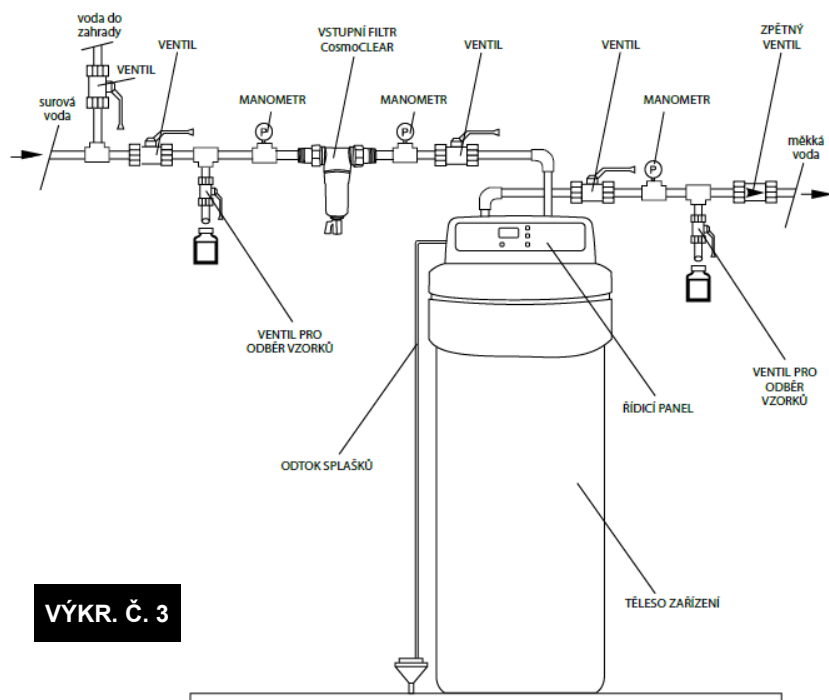 voda do
zahrady
VENTIL
VENTIL
VSTUPNÍ FILTR
CosmoCLEAR
VENTIL
VENTIL
ZPĚTNÝ
VENTIL
surová
voda
MANOMETR
MANOMETR
MANOMETR
měkká
voda
P
P
P
VENTIL PRO
ODBĚR VZORKŮ
VENTIL PRO
ODBĚR
VZORKŮ
ŘÍDICÍ PANEL
ODTOK SPLAŠKŮ
TĚLESO ZAŘÍZENÍ
VÝKR. Č. 3